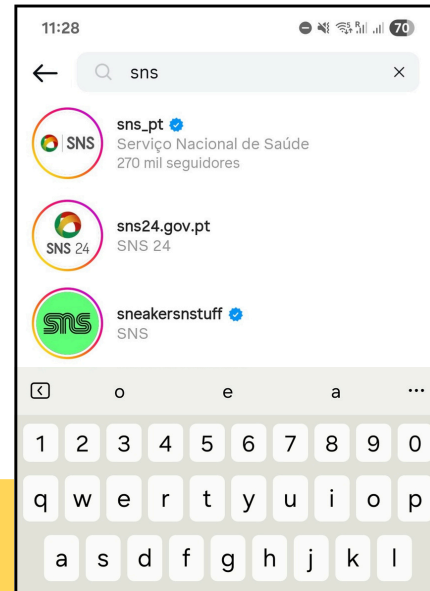 11:28
70
sns
SNS
sns_pt
Serviço Nacional de Saúde
270 mil seguidores
SNS 24
sns24.gov.pt
SNS 24
sns
sneakersnstuff
SNS
o e a
1 2 3 4 5 6 7 8 9 0
q w e r t y u i o p
a s d f g h j k l